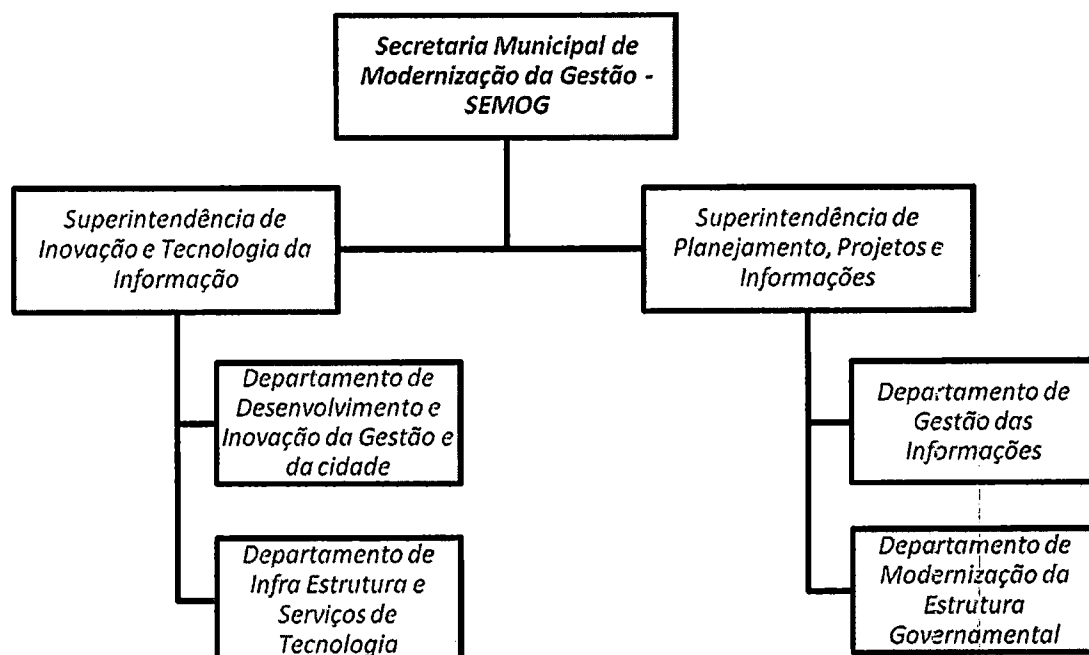 Secretaria Municipal de
Modernização da Gestão -
SEMOG
Superintendência de
Inovação e Tecnologia da
Informação
Superintendência de
Planejamento, Projetos e
Informações
Departamento de
Desenvolvimento e
Inovação da Gestão e
da cidade
Departamento de
Infra Estrutura e
Serviços de
Tecnologia
Departamento de
Gestão das
Informações
Departamento de
Modernização da
Estrutura
Governamental